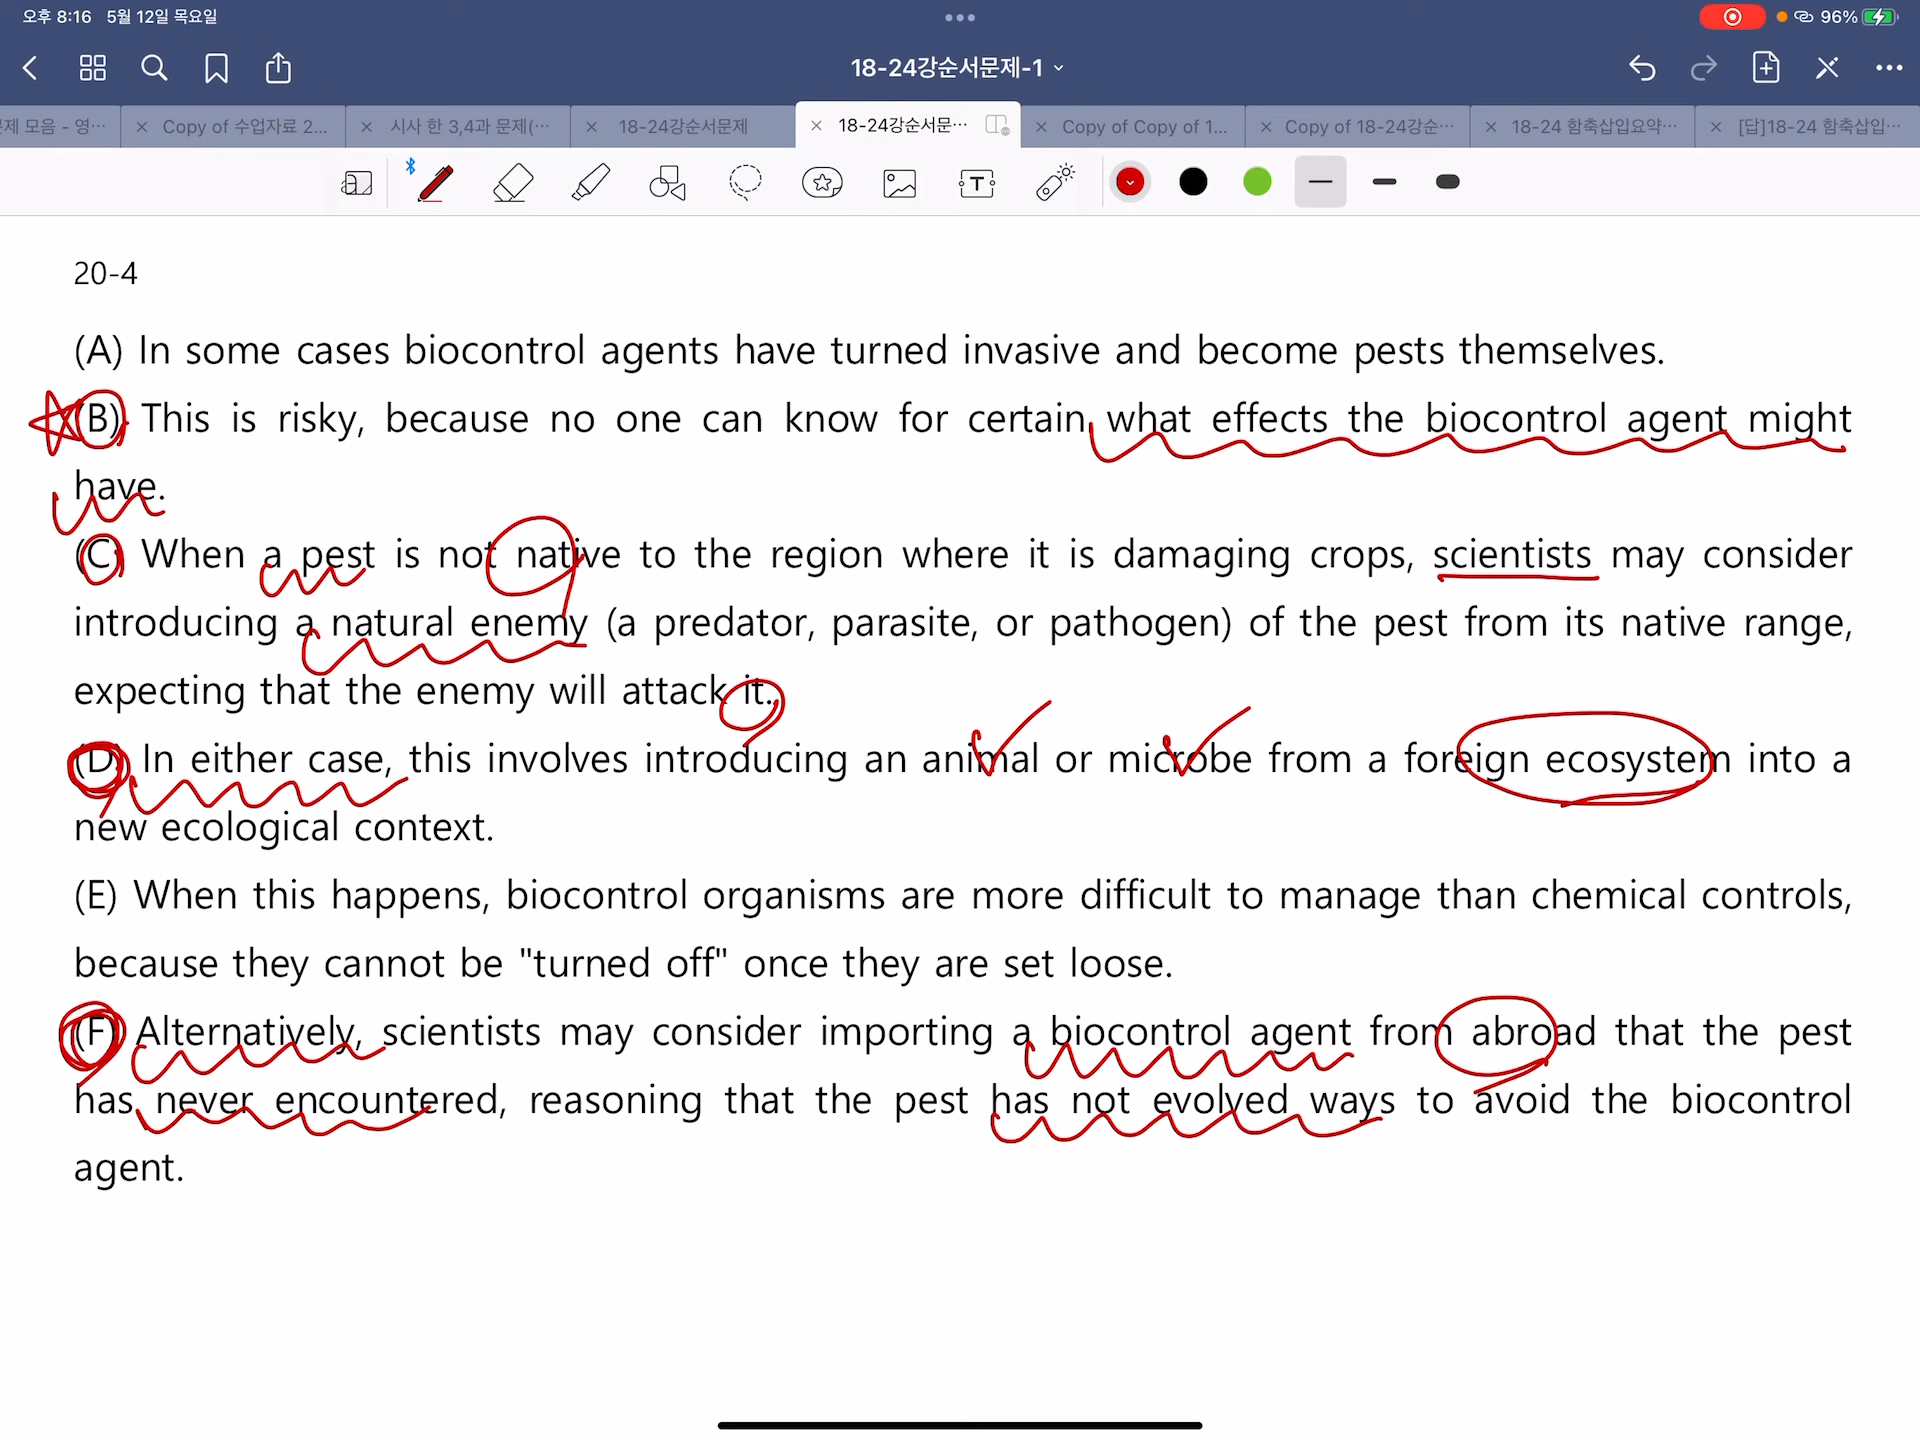 오후 8:16 5월 12일 목요일
96%
18-24강순서문제-1
제 모음 - 영…
Copy of 수업자료 2...
시사 한 3,4과 문제(…
18-24강순서문제
18-24강순서문…
Copy of Copy of 1...
Copy of 18-24강순…
18-24 함축삽입요약…
[답]18-24 함축삽입…
20-4
(A) In some cases biocontrol agents have turned invasive and become pests themselves.
(B) This is risky, because no one can know for certain what effects the biocontrol agent might
have.
(C) When a pest is not native to the region where it is damaging crops, scientists may consider
introducing a natural enemy (a predator, parasite, or pathogen) of the pest from its native range,
expecting that the enemy will attack it.
(D) In either case, this involves introducing an animal or microbe from a foreign ecosystem into a
new ecological context.
(E) When this happens, biocontrol organisms are more difficult to manage than chemical controls,
because they cannot be "turned off" once they are set loose.
(F) Alternatively, scientists may consider importing a biocontrol agent from abroad that the pest
has never encountered, reasoning that the pest has not evolved ways to avoid the biocontrol
agent.